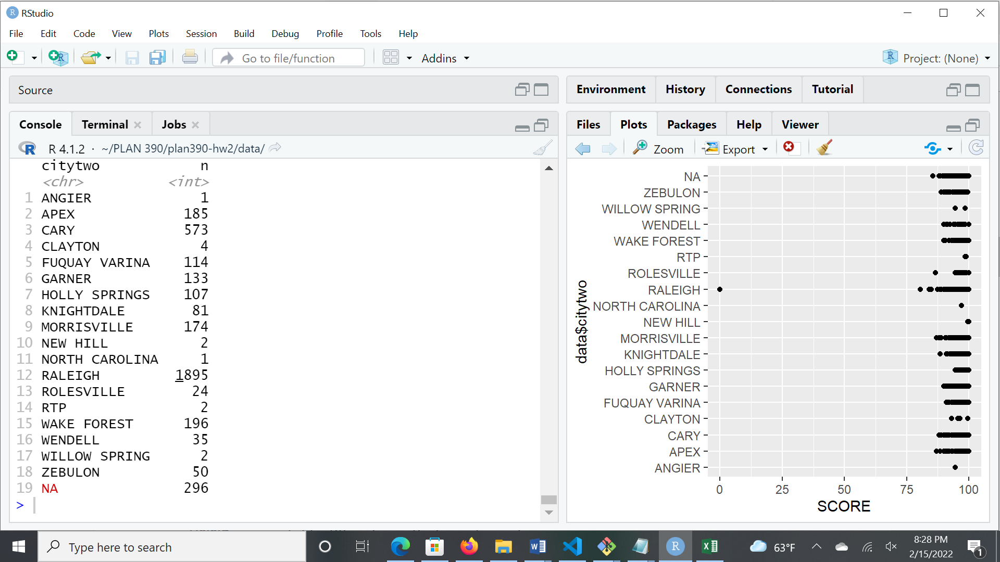 RStudio
File Edit Code View Plots Session Build Debug Profile Tools Help
Go to file/function Addins Project: (None)
Source
Environment History Connections Tutorial
Console Terminal Jobs
Files Plots Packages Help Viewer
R 4.1.2 · ~/PLAN 390/plan390-hw2/data/
Zoom Export
citytwo n
<chr> <int>
1 ANGIER 1
2 APEX 185
3 CARY 573
4 CLAYTON 4
5 FUQUAY VARINA 114
6 GARNER 133
7 HOLLY SPRINGS 107
8 KNIGHTDALE 81
9 MORRISVILLE 174
10 NEW HILL 2
11 NORTH CAROLINA 1
12 RALEIGH 1895
13 ROLESVILLE 24
14 RTP 2
15 WAKE FOREST 196
16 WENDELL 35
17 WILLOW SPRING 2
18 ZEBULON 50
19 NA 296
>
data$citytwo
NA
ZEBULON
WILLOW SPRING
WENDELL
WAKE FOREST
RTP
ROLESVILLE
RALEIGH
NORTH CAROLINA
NEW HILL
MORRISVILLE
KNIGHTDALE
HOLLY SPRINGS
GARNER
FUQUAY VARINA
CLAYTON
CARY
APEX
ANGIER
0 25 50 75 100
SCORE
Type here to search
63°F
8:28 PM
2/15/2022
1